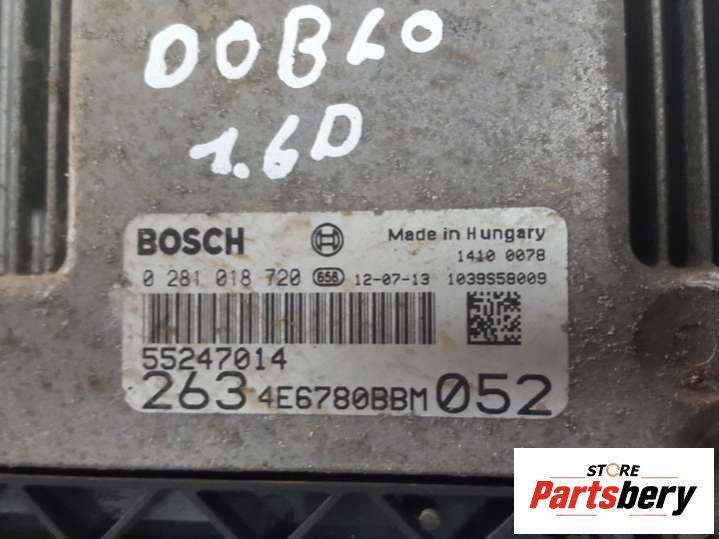 DOBLO
1.6D
BOSCH
Made in Hungary
1410 0078
0 281 018 720 656 12-07-13 1039S58009
55247014
263 4E6780BBM 052
STORE
Partsbery